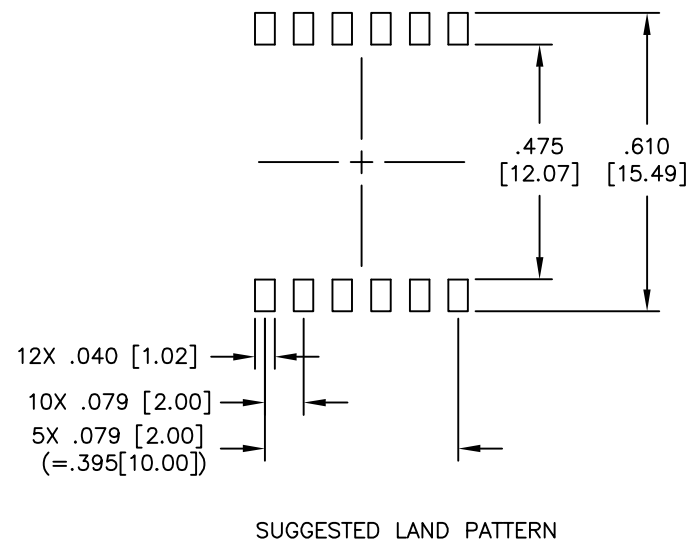 .475
[12.07]
.610
[15.49]
12X .040 [1.02]
10X .079 [2.00]
5X .079 [2.00]
(=.395[10.00])
SUGGESTED LAND PATTERN